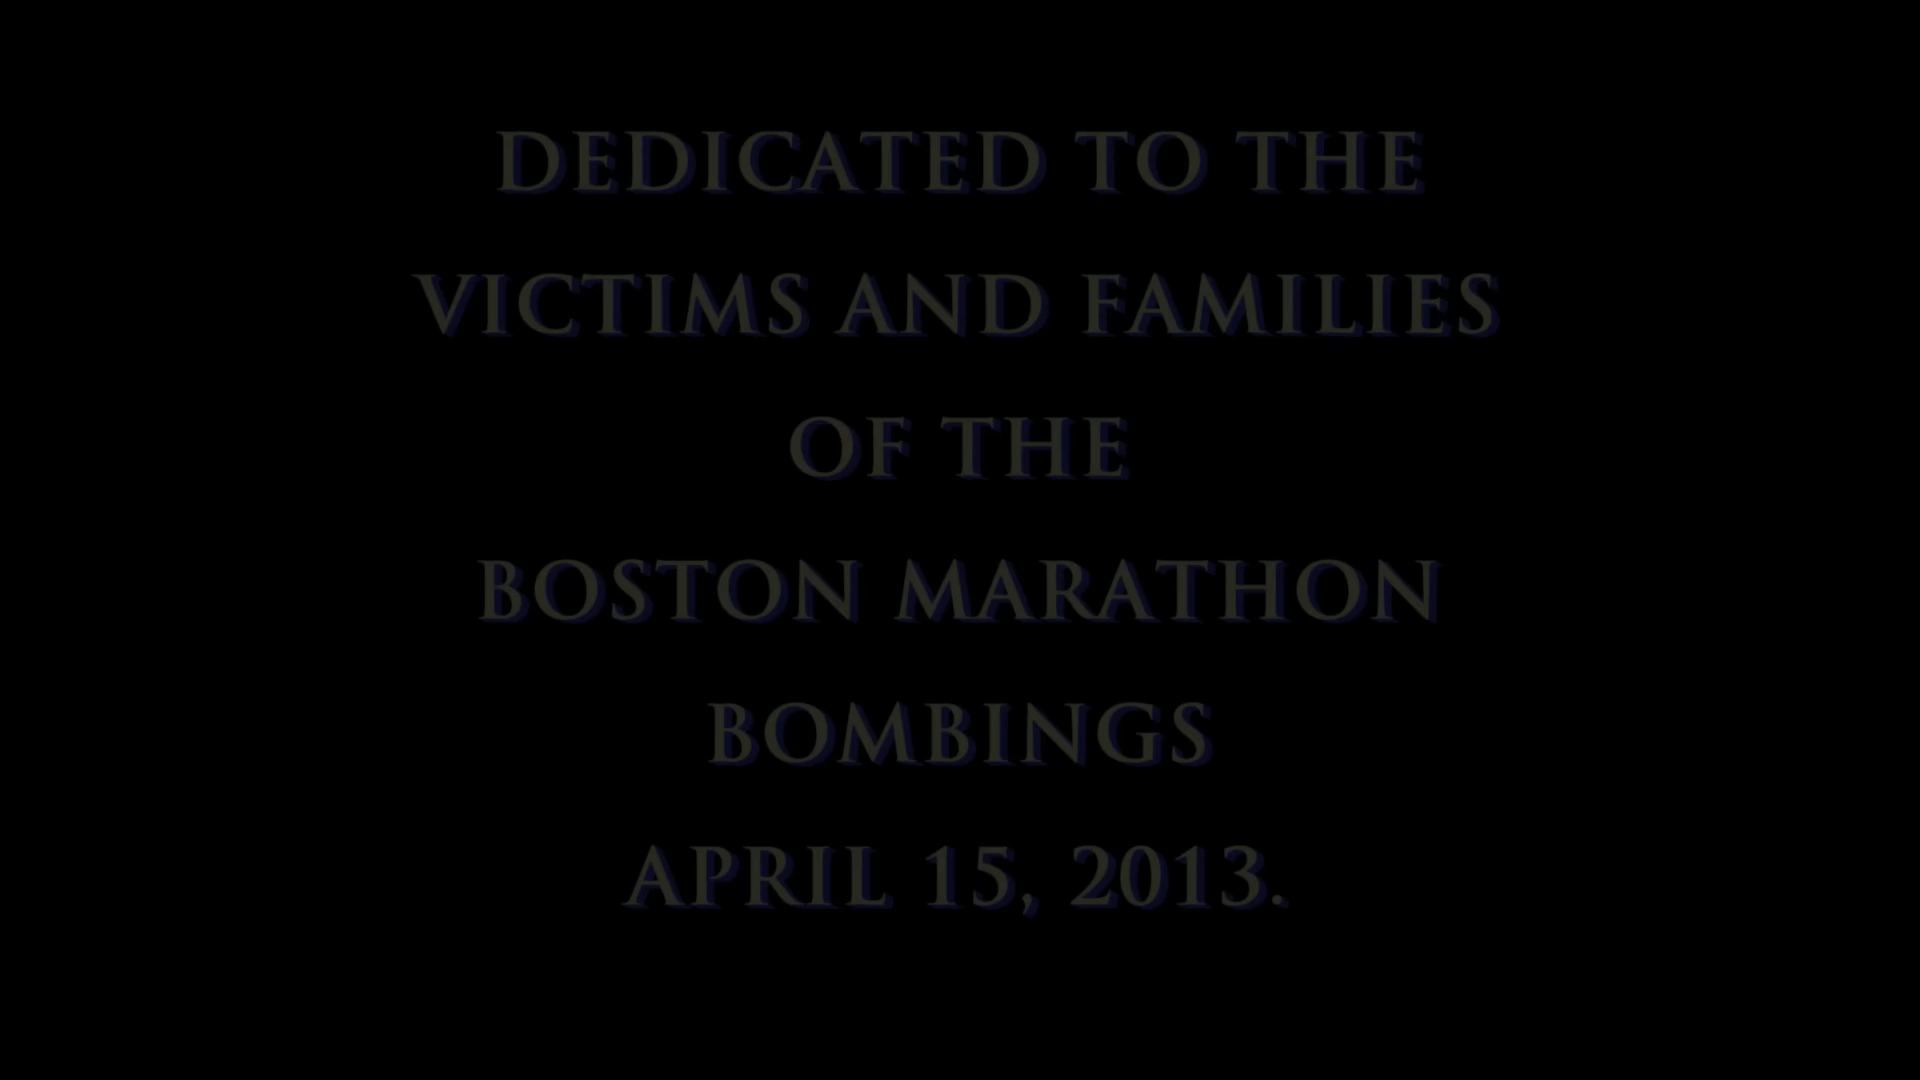 DEDICATED TO THE
VICTIMS AND FAMILIES
OF THE
BOSTON MARATHON
BOMBINGS
APRIL 15, 2013.